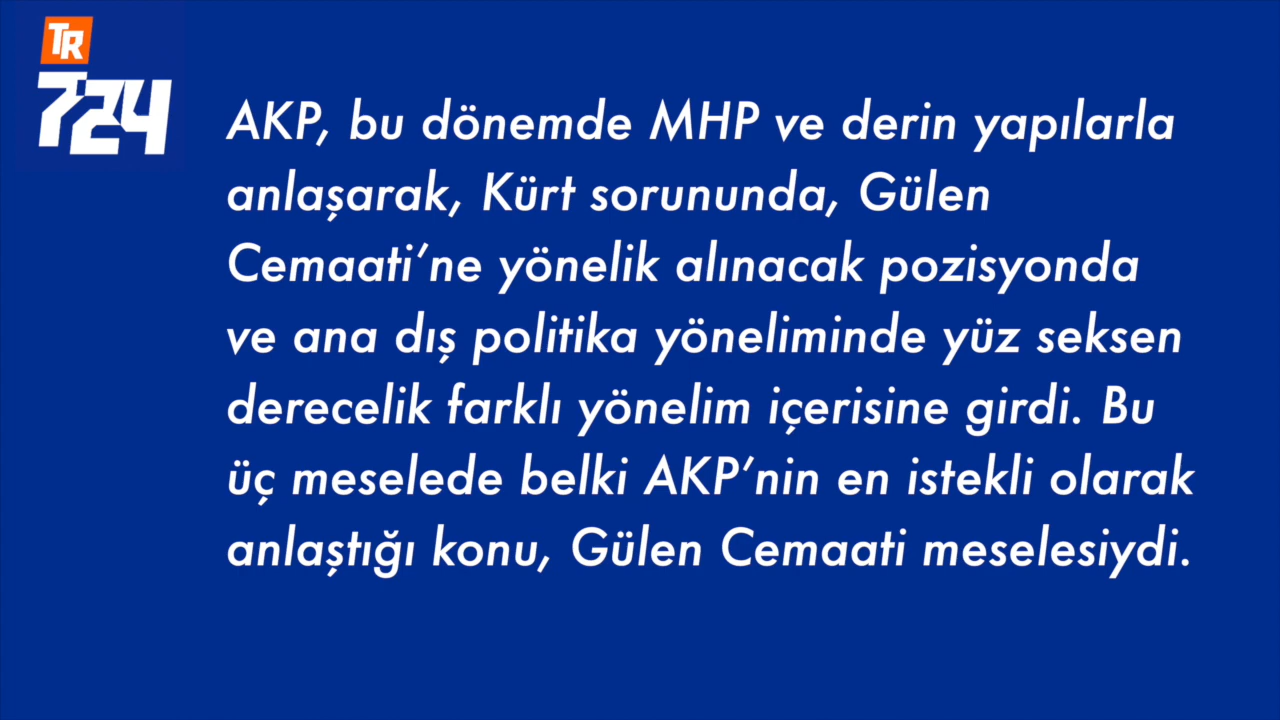 TR
724
AKP, bu dönemde MHP ve derin yapılarla
anlaşarak, Kürt sorununda, Gülen
Cemaati’ne yönelik alınacak pozisyonda
ve ana dış politika yöneliminde yüz seksen
derecelik farklı yönelim içerisine girdi. Bu
üç meselede belki AKP’nin en istekli olarak
anlaştığı konu, Gülen Cemaati meselesiydi.